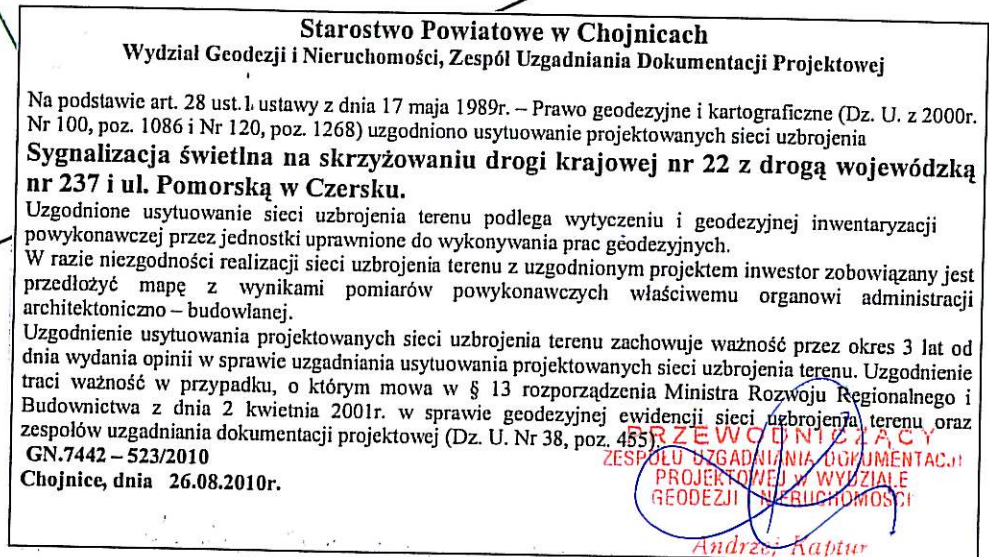 Starostwo Powiatowe w Chojnicach
Wydział Geodezji i Nieruchomości, Zespół Uzgadniania Dokumentacji Projektowej
Na podstawie art. 28 ust.1. ustawy z dnia 17 maja 1989r. – Prawo geodezyjne i kartograficzne (Dz. U. z 2000r.
Nr 100, poz. 1086 i Nr 120, poz. 1268) uzgodniono usytuowanie projektowanych sieci uzbrojenia
Sygnalizacja świetlna na skrzyżowaniu drogi krajowej nr 22 z drogą wojewódzką
nr 237 i ul. Pomorską w Czersku.
Uzgodnione usytuowanie sieci uzbrojenia terenu podlega wytyczeniu i geodezyjnej inwentaryzacji
powykonawczej przez jednostki uprawnione do wykonywania prac geodezyjnych.
W razie niezgodności realizacji sieci uzbrojenia terenu z uzgodnionym projektem inwestor zobowiązany jest
przedłożyć mapę z wynikami pomiarów powykonawczych właściwemu organowi administracji
architektoniczno – budowlanej.
Uzgodnienie usytuowania projektowanych sieci uzbrojenia terenu zachowuje ważność przez okres 3 lat od
dnia wydania opinii w sprawie uzgadniania usytuowania projektowanych sieci uzbrojenia terenu. Uzgodnienie
traci ważność w przypadku, o którym mowa w § 13 rozporządzenia Ministra Rozwoju Regionalnego i
Budownictwa z dnia 2 kwietnia 2001r. w sprawie geodezyjnej ewidencji sieci uzbrojenia terenu oraz
zespołów uzgadniania dokumentacji projektowej (Dz. U. Nr 38, poz. 455).
GN.7442 – 523/2010
Chojnice, dnia 26.08.2010r.
PRZEWODNICZĄCY
ZESPOŁU UZGADNIANIA DOKUMENTACJI
PROJEKTOWEJ w WYDZIALE
GEODEZJI I NIERUCHOMOŚCI
Andrzej Kaptur